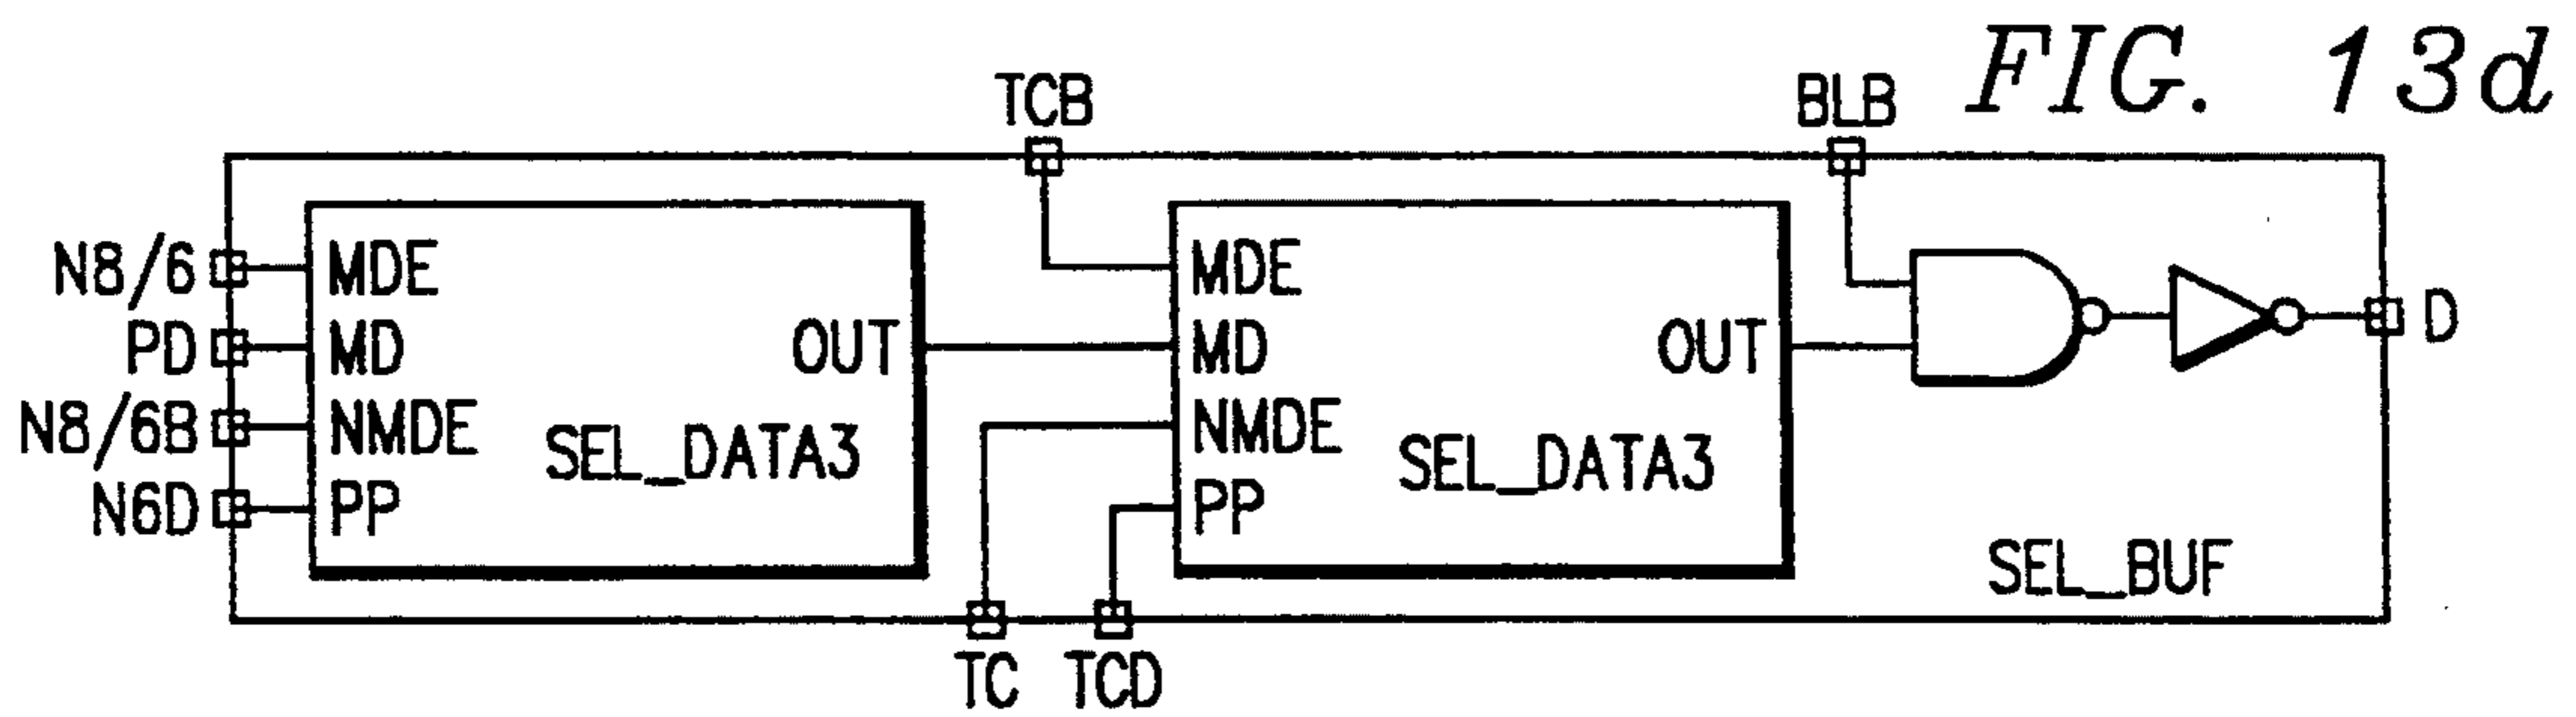 FIG. 13d
TCB
BLB
N8/6
MDE
MDE
PD
MD
OUT
MD
OUT
D
N8/6B
NMDE
SEL_DATA3
NMDE
SEL_DATA3
N6D
PP
PP
SEL_BUF
TC
TCD